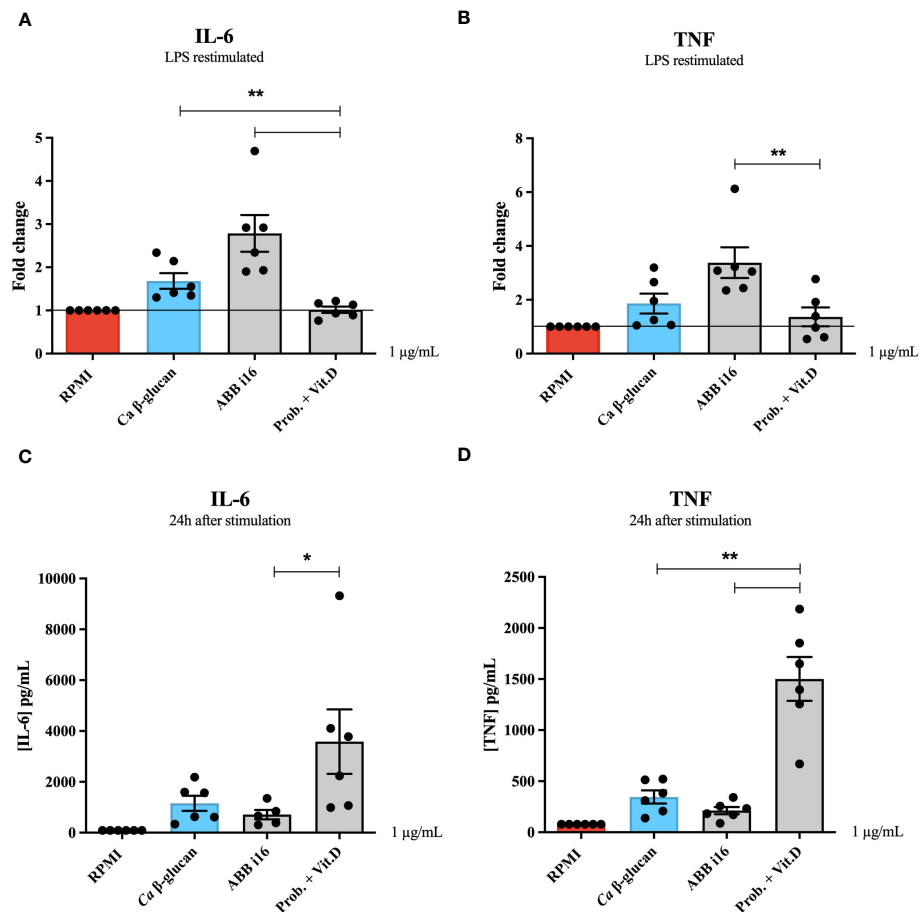 A
IL-6
LPS restimulated
**
Fold change
5
4
3
2
1
0
RPMI
Ca β-glucan
ABB i16
Prob. + Vit.D
1 µg/mL
B
TNF
LPS restimulated
**
Fold change
8
6
4
2
0
RPMI
Ca β-glucan
ABB i16
Prob. + Vit.D
1 µg/mL
C
IL-6
24h after stimulation
*
[IL-6] pg/mL
10000
8000
6000
4000
2000
0
RPMI
Ca β-glucan
ABB i16
Prob. + Vit.D
1 µg/mL
D
TNF
24h after stimulation
**
[TNF] pg/mL
2500
2000
1500
1000
500
0
RPMI
Ca β-glucan
ABB i16
Prob. + Vit.D
1 µg/mL